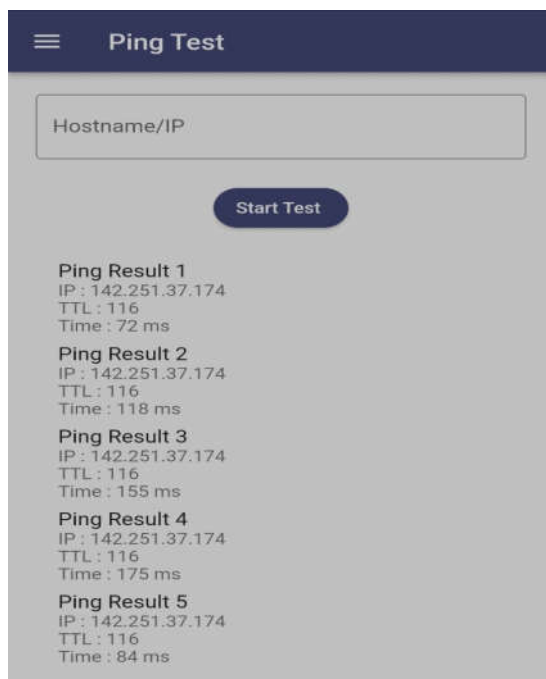 Ping Test
Hostname/IP
Start Test
Ping Result 1
IP : 142.251.37.174
TTL : 116
Time : 72 ms
Ping Result 2
IP : 142.251.37.174
TTL : 116
Time : 118 ms
Ping Result 3
IP : 142.251.37.174
TTL : 116
Time : 155 ms
Ping Result 4
IP : 142.251.37.174
TTL : 116
Time : 175 ms
Ping Result 5
IP : 142.251.37.174
TTL : 116
Time : 84 ms